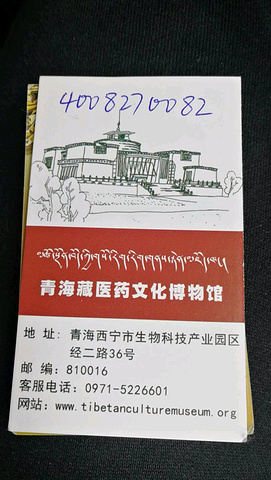 4008270082
青海藏医药文化博物馆
地 址: 青海西宁市生物科技产业园区
经二路36号
邮 编: 810016
客服电话: 0971-5226601
网站: www.tibetanculturemuseum.org